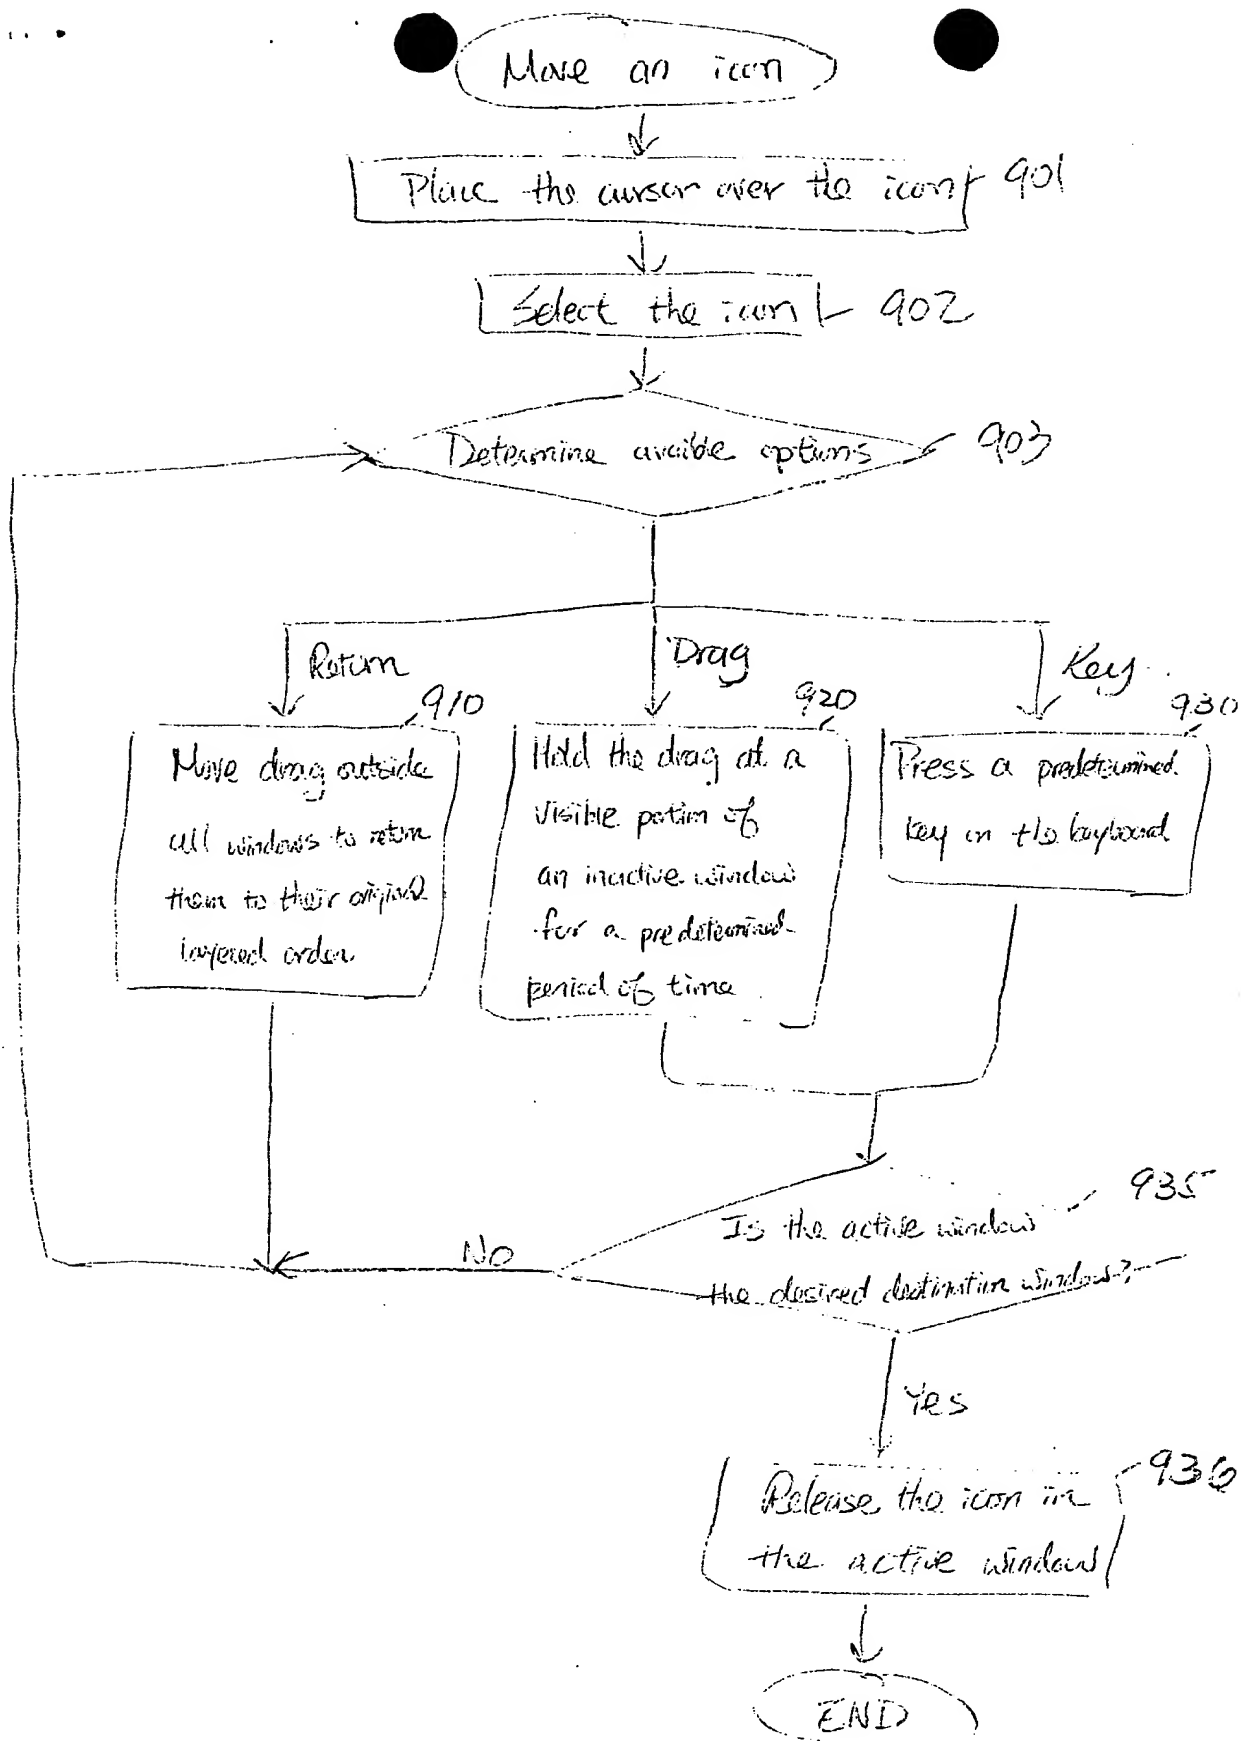 Move an icon
Place the cursor over the icon 901
Select the icon 902
Determine avaible options 903
Return
Drag
Key
910
920
930
Move drag outside
all windows to return
them to their original
layered order
Hold the drag at a
visible portion of
an inactive window
for a predetermined
period of time
Press a predetermined
key on the keyboard
935
Is the active window
the desired destination window?
No
Yes
936
Release the icon in
the active window
END